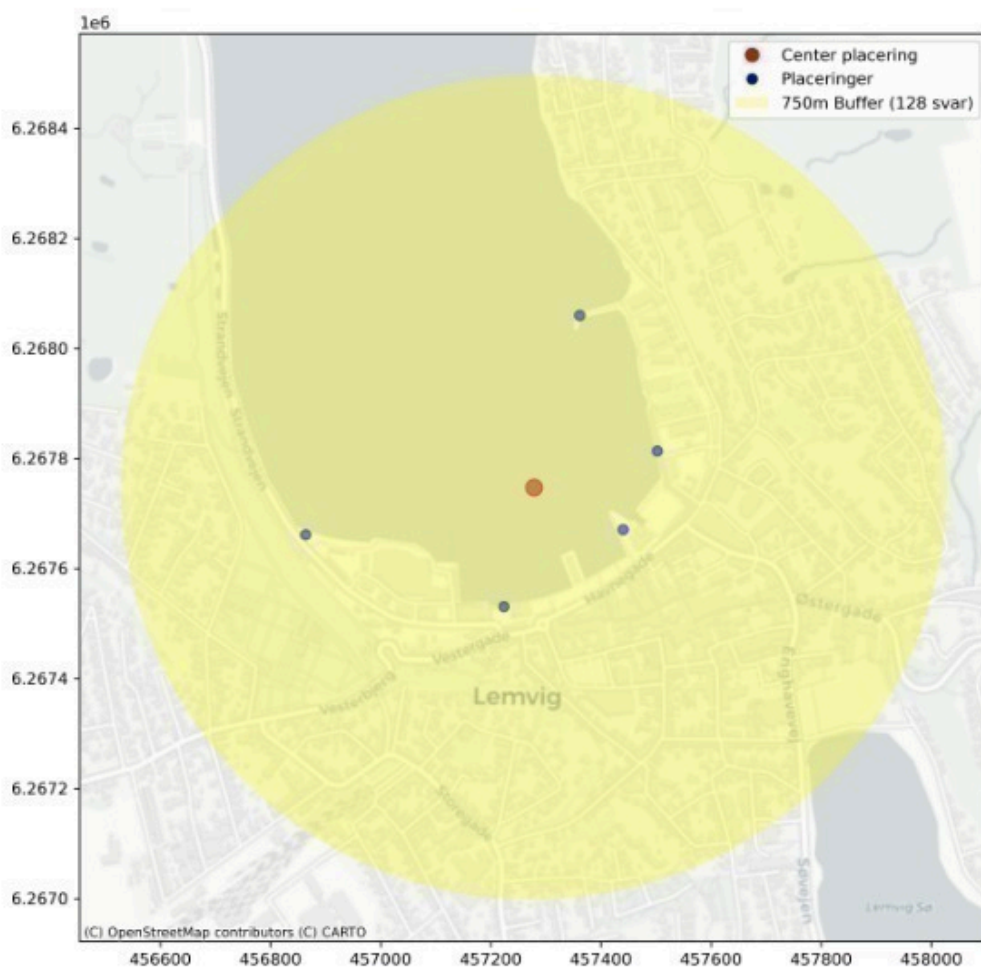 1e6
Center placering
Placeringer
750m Buffer (128 svar)
6.2684
6.2682
6.2680
6.2678
6.2676
6.2674
6.2672
6.2670
Strandvejen
Strandvejen
Havnegade
Østergade
Vestergade
Enghavevej
Vesterbjerg
Lemvig
Storegade
Søvejen
Lemvig Sø
(C) OpenStreetMap contributors (C) CARTO
456600 456800 457000 457200 457400 457600 457800 458000